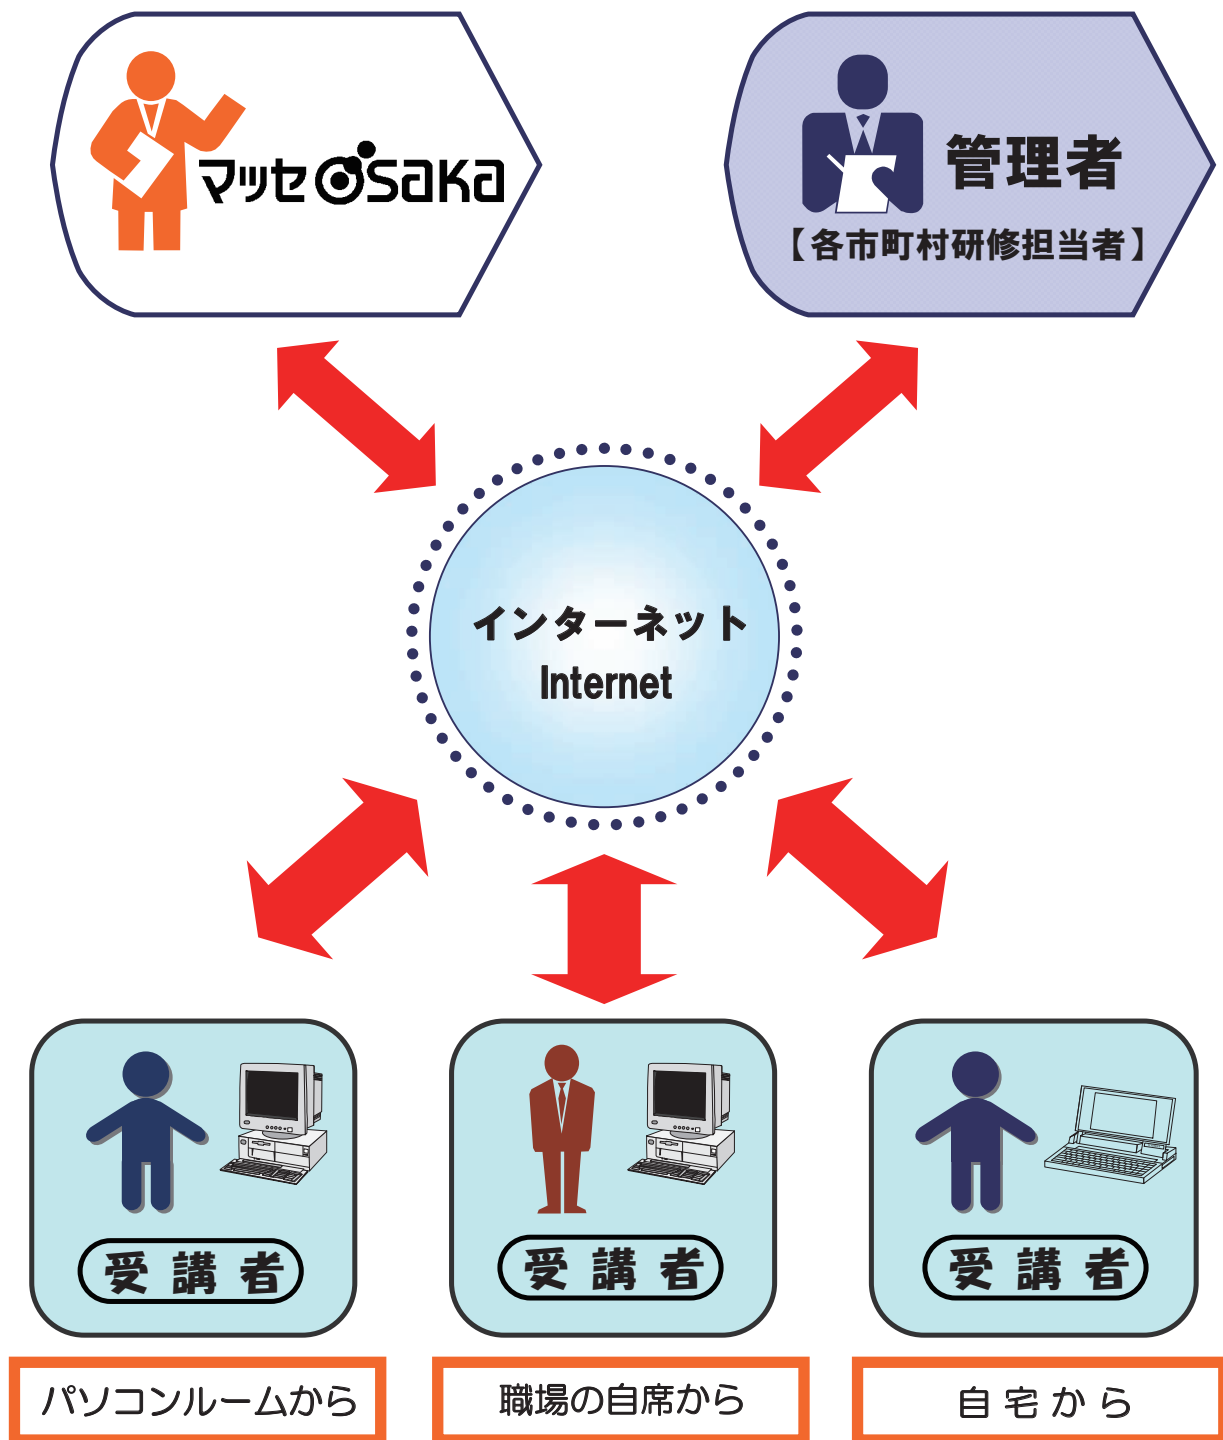 マッセOSaKa
管理者
【各市町村研修担当者】
インターネット
Internet
受講者
受講者
受講者
パソコンルームから
職場の自席から
自宅から